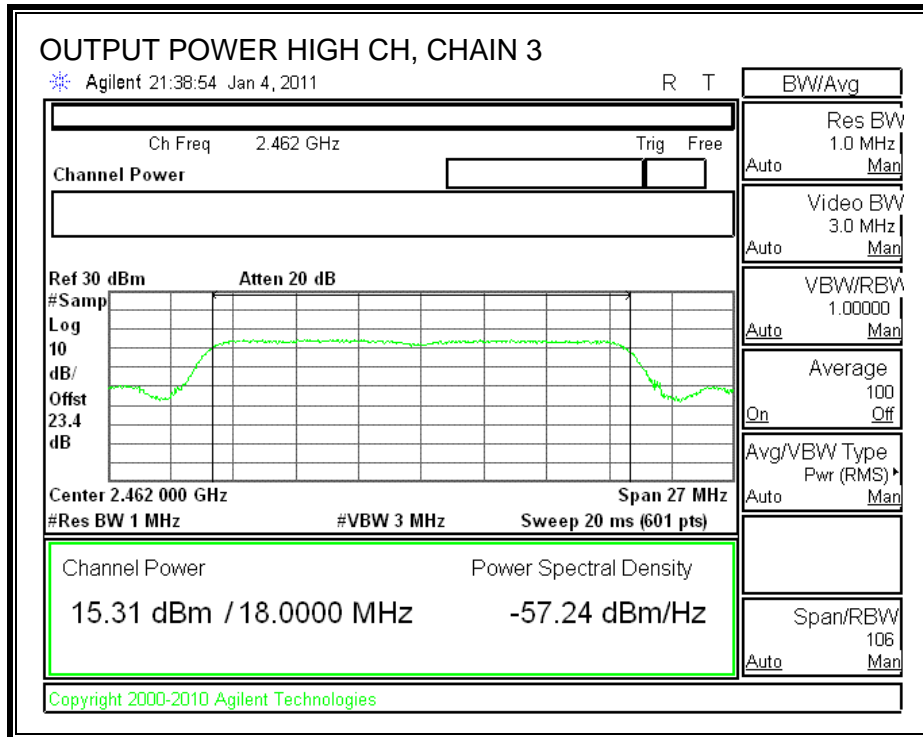 OUTPUT POWER HIGH CH, CHAIN 3
Agilent 21:38:54 Jan 4, 2011 R T
Ch Freq 2.462 GHz Trig Free
Channel Power
Ref 30 dBm Atten 20 dB
#Samp
Log
10
dB/
Offst
23.4
dB
Center 2.462 000 GHz Span 27 MHz
#Res BW 1 MHz #VBW 3 MHz Sweep 20 ms (601 pts)
Channel Power Power Spectral Density
15.31 dBm / 18.0000 MHz -57.24 dBm/Hz
Copyright 2000-2010 Agilent Technologies
BW/Avg
Res BW
1.0 MHz
Auto Man
Video BW
3.0 MHz
Auto Man
VBW/RBW
1.00000
Auto Man
Average
100
On Off
Avg/VBW Type
Pwr (RMS)
Auto Man
Span/RBW
106
Auto Man